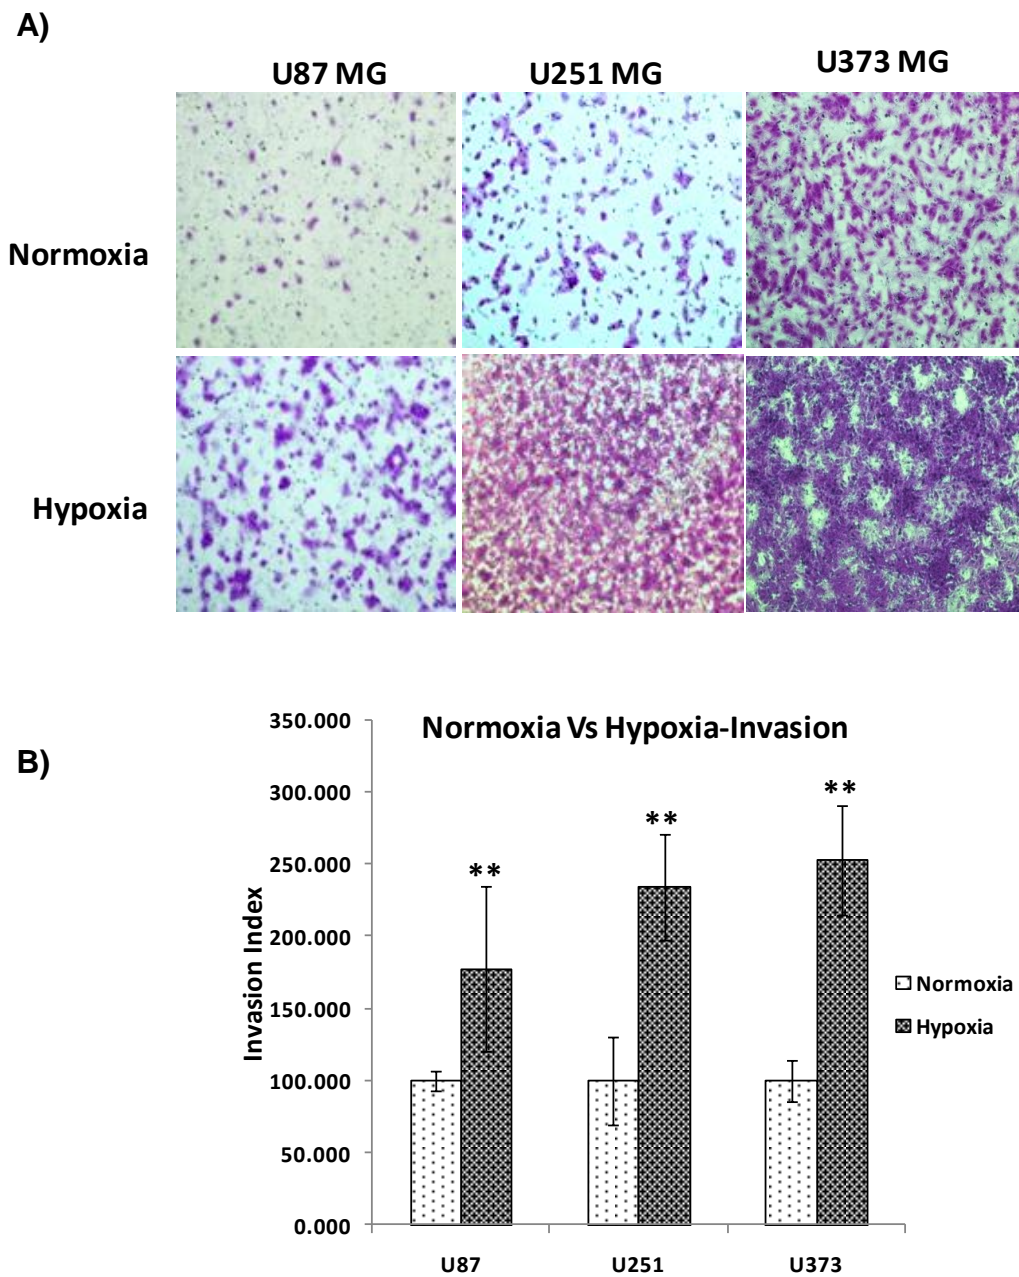 A)
U87 MG
U251 MG
U373 MG
Normoxia
Hypoxia
B)
Normoxia Vs Hypoxia-Invasion
350.000
300.000
250.000
200.000
150.000
100.000
50.000
0.000
Invasion Index
**
**
**
Normoxia
Hypoxia
U87
U251
U373